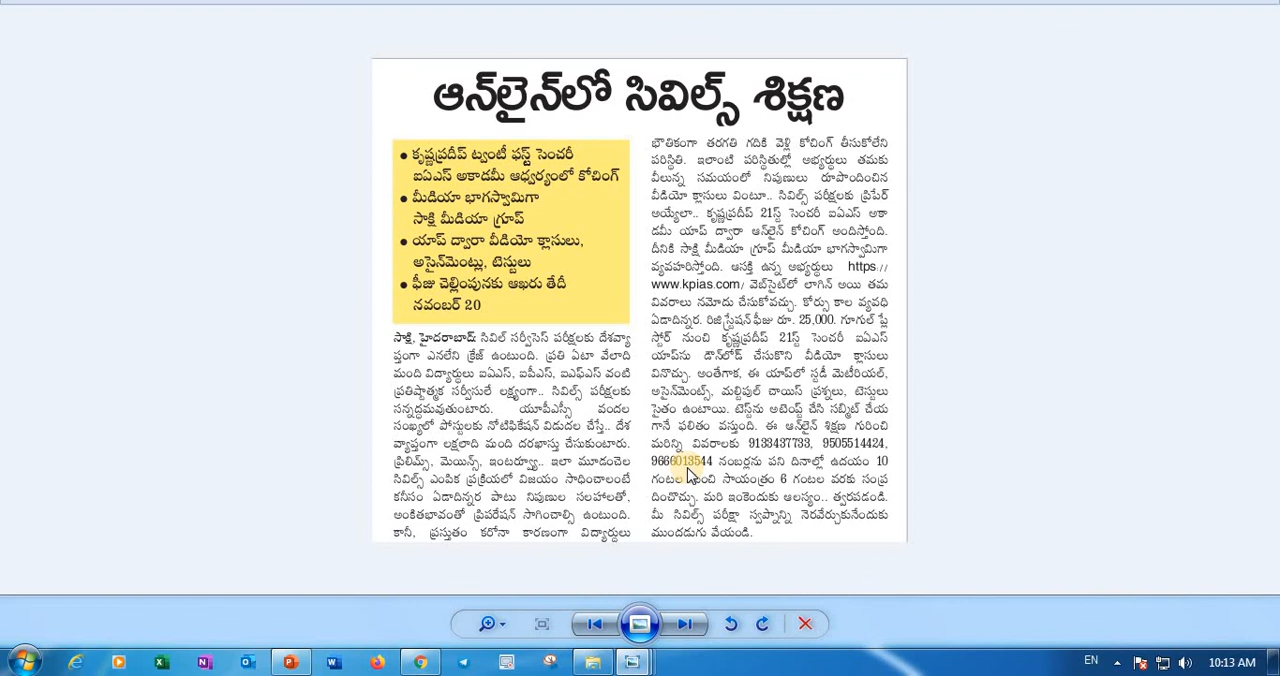 ఆన్‌లైన్‌లో సివిల్స్ శిక్షణ
● కృష్ణప్రదీప్ ట్వంటీ ఫస్ట్ సెంచరీ
ఐఏఎస్ అకాడమీ ఆధ్వర్యంలో కోచింగ్
● మీడియా భాగస్వామిగా
సాక్షి మీడియా గ్రూప్
● యాప్ ద్వారా వీడియో క్లాసులు,
అసైన్‌మెంట్లు, టెస్టులు
● ఫీజు చెల్లింపునకు ఆఖరు తేదీ
నవంబర్ 20
సాక్షి, హైదరాబాద్: సివిల్ సర్వీసెస్ పరీక్షలకు దేశవ్యా
ప్తంగా ఎనలేని క్రేజ్ ఉంటుంది. ప్రతి ఏటా వేలాది
మంది విద్యార్థులు ఐఏఎస్, ఐపీఎస్, ఐఎఫ్ఎస్ వంటి
ప్రతిష్టాత్మక సర్వీసులే లక్ష్యంగా.. సివిల్స్ పరీక్షలకు
సన్నద్ధమవుతుంటారు. యూపీఎస్సీ వందల
సంఖ్యలో పోస్టులకు నోటిఫికేషన్ విడుదల చేస్తే.. దేశ
వ్యాప్తంగా లక్షలాది మంది దరఖాస్తు చేసుకుంటారు.
ప్రిలిమ్స్, మెయిన్స్, ఇంటర్వ్యూ.. ఇలా మూడంచెల
సివిల్స్ ఎంపిక ప్రక్రియలో విజయం సాధించాలంటే
కనీసం ఏడాదిన్నర పాటు నిపుణుల సలహాలతో,
అంకితభావంతో ప్రిపరేషన్ సాగించాల్సి ఉంటుంది.
కానీ, ప్రస్తుతం కరోనా కారణంగా విద్యార్థులు
భౌతికంగా తరగతి గదికి వెళ్లి కోచింగ్ తీసుకోలేని
పరిస్థితి. ఇలాంటి పరిస్థితుల్లో అభ్యర్థులు తమకు
వీలున్న సమయంలో నిపుణులు రూపొందించిన
వీడియో క్లాసులు వింటూ.. సివిల్స్ పరీక్షలకు ప్రిపేర్
అయ్యేలా.. కృష్ణప్రదీప్ 21స్ట్ సెంచరీ ఐఏఎస్ అకా
డమీ యాప్ ద్వారా ఆన్‌లైన్ కోచింగ్ అందిస్తోంది.
దీనికి సాక్షి మీడియా గ్రూప్ మీడియా భాగస్వామిగా
వ్యవహరిస్తోంది. ఆసక్తి ఉన్న అభ్యర్థులు https://
www.kpias.com/ వెబ్‌సైట్‌లో లాగిన్ అయి తమ
వివరాలు నమోదు చేసుకోవచ్చు. కోర్సు కాల వ్యవధి
ఏడాదిన్నర. రిజిస్ట్రేషన్ ఫీజు రూ. 25,000. గూగుల్ ప్లే
స్టోర్ నుంచి కృష్ణప్రదీప్ 21స్ట్ సెంచరీ ఐఏఎస్
యాప్‌ను డౌన్‌లోడ్ చేసుకొని వీడియో క్లాసులు
వినొచ్చు. అంతేగాక, ఈ యాప్‌లో స్టడీ మెటీరియల్,
అసైన్‌మెంట్స్, మల్టిపుల్ చాయిస్ ప్రశ్నలు, టెస్టులు
సైతం ఉంటాయి. టెస్ట్‌ను అటెంప్ట్ చేసి సబ్మిట్ చేయ
గానే ఫలితం వస్తుంది. ఈ ఆన్‌లైన్ శిక్షణ గురించి
మరిన్ని వివరాలకు 9133437733, 9505514424,
9666013544 నంబర్లను పని దినాల్లో ఉదయం 10
గంటల నుంచి సాయంత్రం 6 గంటల వరకు సంప్ర
దించొచ్చు. మరి ఇంకెందుకు ఆలస్యం.. త్వరపడండి.
మీ సివిల్స్ పరీక్షా స్వప్నాన్ని నెరవేర్చుకునేందుకు
ముందడుగు వేయండి.
EN
10:13 AM